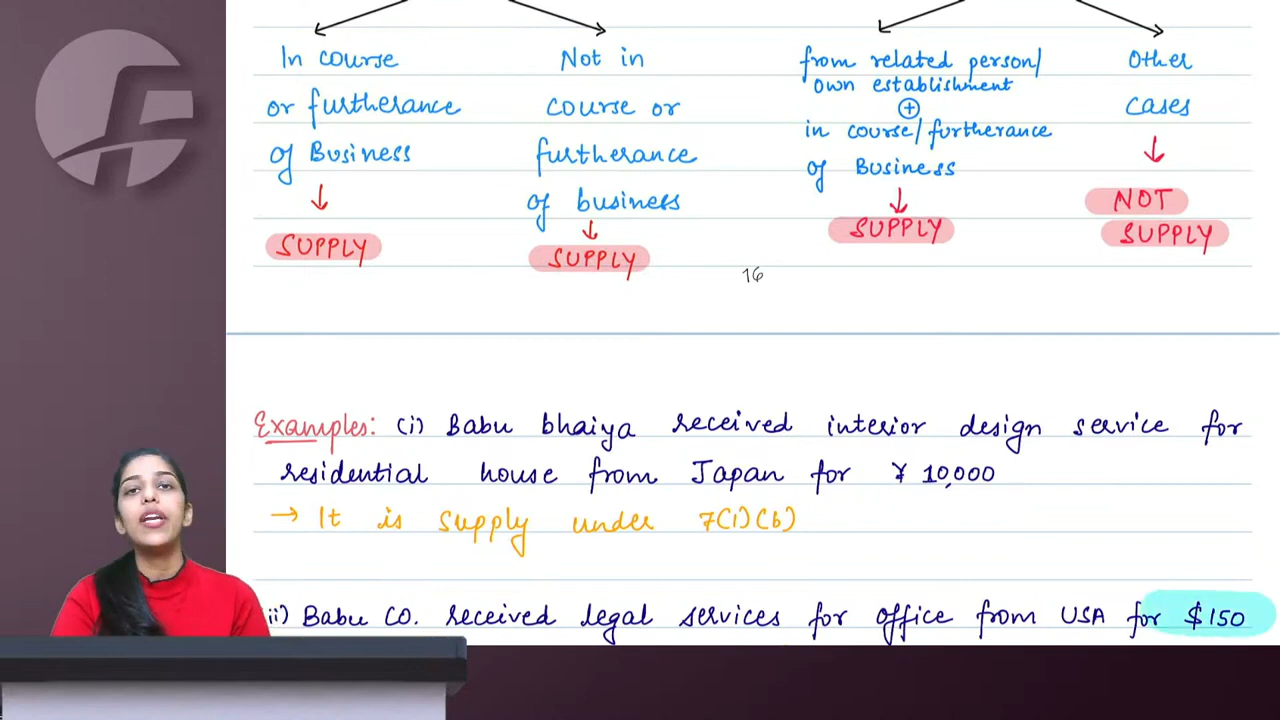 In course
or furtherance
of Business
↓
SUPPLY
Not in
course or
furtherance
of business
↓
SUPPLY
from related person/
own establishment
⊕
in course/furtherance
of Business
↓
SUPPLY
Other
cases
↓
NOT
SUPPLY
16
Examples: (i) Babu bhaiya received interior design service for
residential house from Japan for ¥ 10,000
→ It is supply under 7(1)(b)
ii) Babu CO. received legal services for office from USA for $150